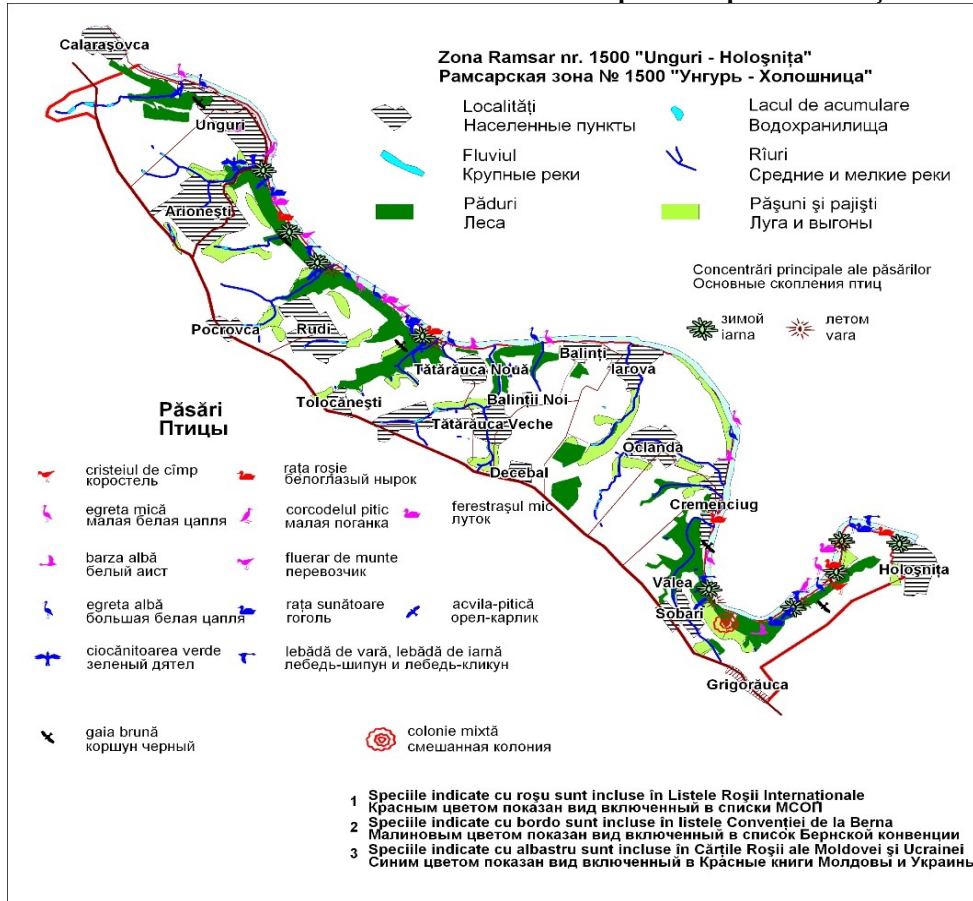 Calaraşovca
Zona Ramsar nr. 1500 "Unguri - Holoşniţa"
Рамсарская зона № 1500 "Унгурь - Холошница"
Localităţi
Населенные пункты
Lacul de acumulare
Водохранилища
Fluviul
Крупные реки
Rîuri
Средние и мелкие реки
Păduri
Леса
Păşuni şi pajişti
Луга и выгоны
Concentrări principale ale păsărilor
Основные скопления птиц
зимой
iarna
летом
vara
Unguri
Arioneşti
Pocrovca
Rudi
Tătărăuca Nouă
Balinţi
Iarova
Tolocăneşti
Balinţii Noi
Tătărăuca Veche
Oclanda
Decebal
Cremenciug
Holoşniţa
Valea
Sobari
Grigorăuca
Păsări
Птицы
cristeiul de cîmp
коростель
raţa roşie
белоглазый нырок
egreta mică
малая белая цапля
corcodelul pitic
малая поганка
ferestraşul mic
луток
barza albă
белый аист
fluerar de munte
перевозчик
egreta albă
большая белая цапля
raţa sunătoare
гоголь
acvila-pitică
орел-карлик
ciocănitoarea verde
зеленый дятел
lebădă de vară, lebădă de iarnă
лебедь-шипун и лебедь-кликун
gaia brună
коршун черный
colonie mixtă
смешанная колония
1 Speciile indicate cu roşu sunt incluse în Listele Roşii Internaţionale
Красным цветом показан вид включенный в списки МСОП
2 Speciile indicate cu bordo sunt incluse în listele Convenţiei de la Berna
Малиновым цветом показан вид включенный в список Бернской конвенции
3 Speciile indicate cu albastru sunt incluse în Cărţile Roşii ale Moldovei şi Ucrainei
Синим цветом показан вид включенный в Красные книги Молдовы и Украины